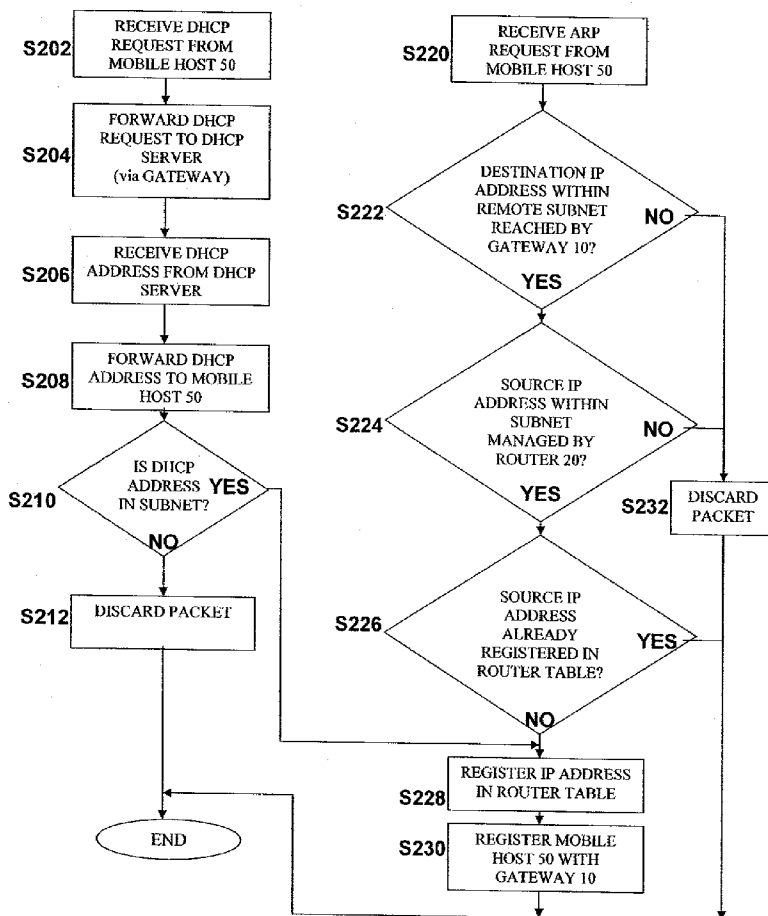 S202
RECEIVE DHCP
REQUEST FROM
MOBILE HOST 50
S204
FORWARD DHCP
REQUEST TO DHCP
SERVER
(via GATEWAY)
S206
RECEIVE DHCP
ADDRESS FROM DHCP
SERVER
S208
FORWARD DHCP
ADDRESS TO MOBILE
HOST 50
S210
IS DHCP
ADDRESS
IN SUBNET?
YES
NO
S212
DISCARD PACKET
END
S220
RECEIVE ARP
REQUEST FROM
MOBILE HOST 50
S222
DESTINATION IP
ADDRESS WITHIN
REMOTE SUBNET
REACHED BY
GATEWAY 10?
NO
YES
S224
SOURCE IP
ADDRESS WITHIN
SUBNET
MANAGED BY
ROUTER 20?
NO
YES
S232
DISCARD
PACKET
S226
SOURCE IP
ADDRESS
ALREADY
REGISTERED IN
ROUTER TABLE?
YES
NO
S228
REGISTER IP ADDRESS
IN ROUTER TABLE
S230
REGISTER MOBILE
HOST 50 WITH
GATEWAY 10